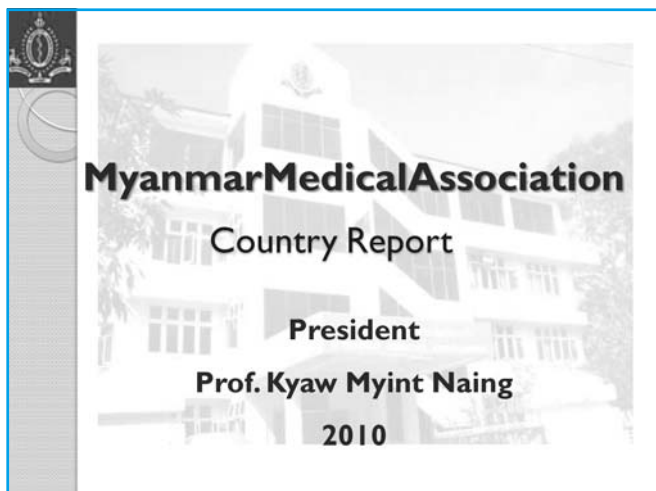 MyanmarMedicalAssociation
Country Report
President
Prof. Kyaw Myint Naing
2010